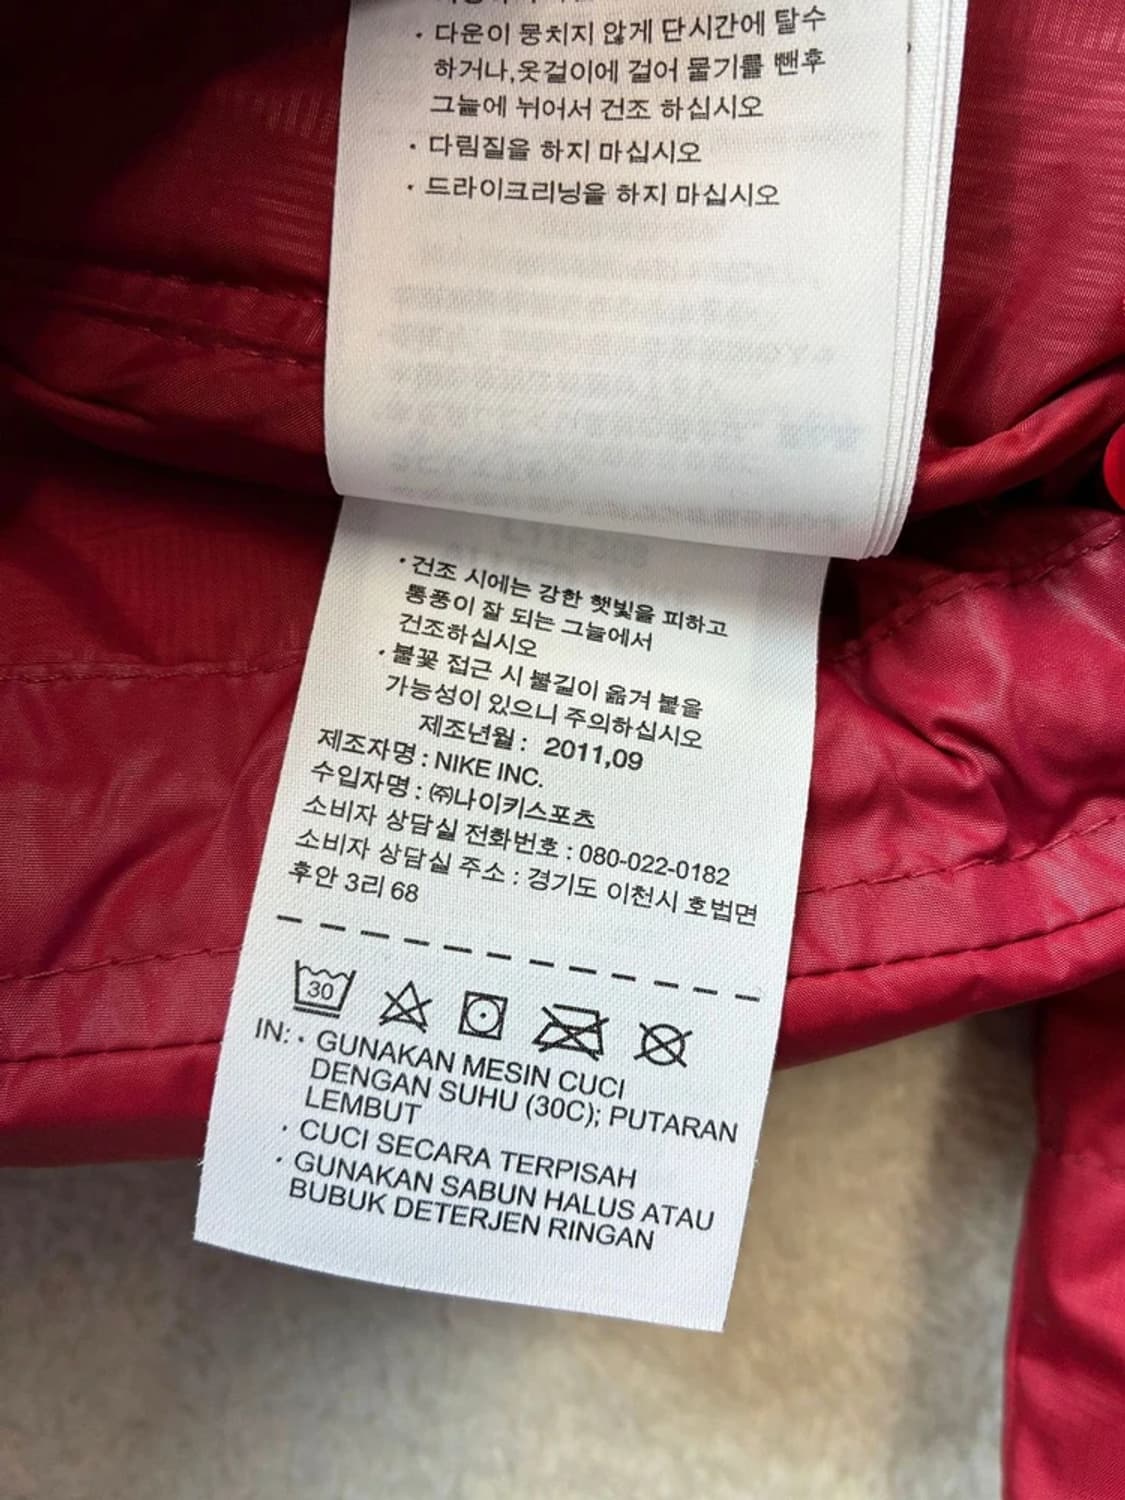 · 다운이 뭉치지 않게 단시간에 탈수
하거나,옷걸이에 걸어 물기를 뺀후
그늘에 뉘어서 건조 하십시오
· 다림질을 하지 마십시오
· 드라이크리닝을 하지 마십시오
· 건조 시에는 강한 햇빛을 피하고
통풍이 잘 되는 그늘에서
건조하십시오
· 불꽃 접근 시 불길이 옮겨 붙을
가능성이 있으니 주의하십시오
제조년월 : 2011,09
제조자명 : NIKE INC.
수입자명 : ㈜나이키스포츠
소비자 상담실 전화번호 : 080-022-0182
소비자 상담실 주소 : 경기도 이천시 호법면
후안 3리 68
30
IN: · GUNAKAN MESIN CUCI
DENGAN SUHU (30C); PUTARAN
LEMBUT
· CUCI SECARA TERPISAH
· GUNAKAN SABUN HALUS ATAU
BUBUK DETERJEN RINGAN